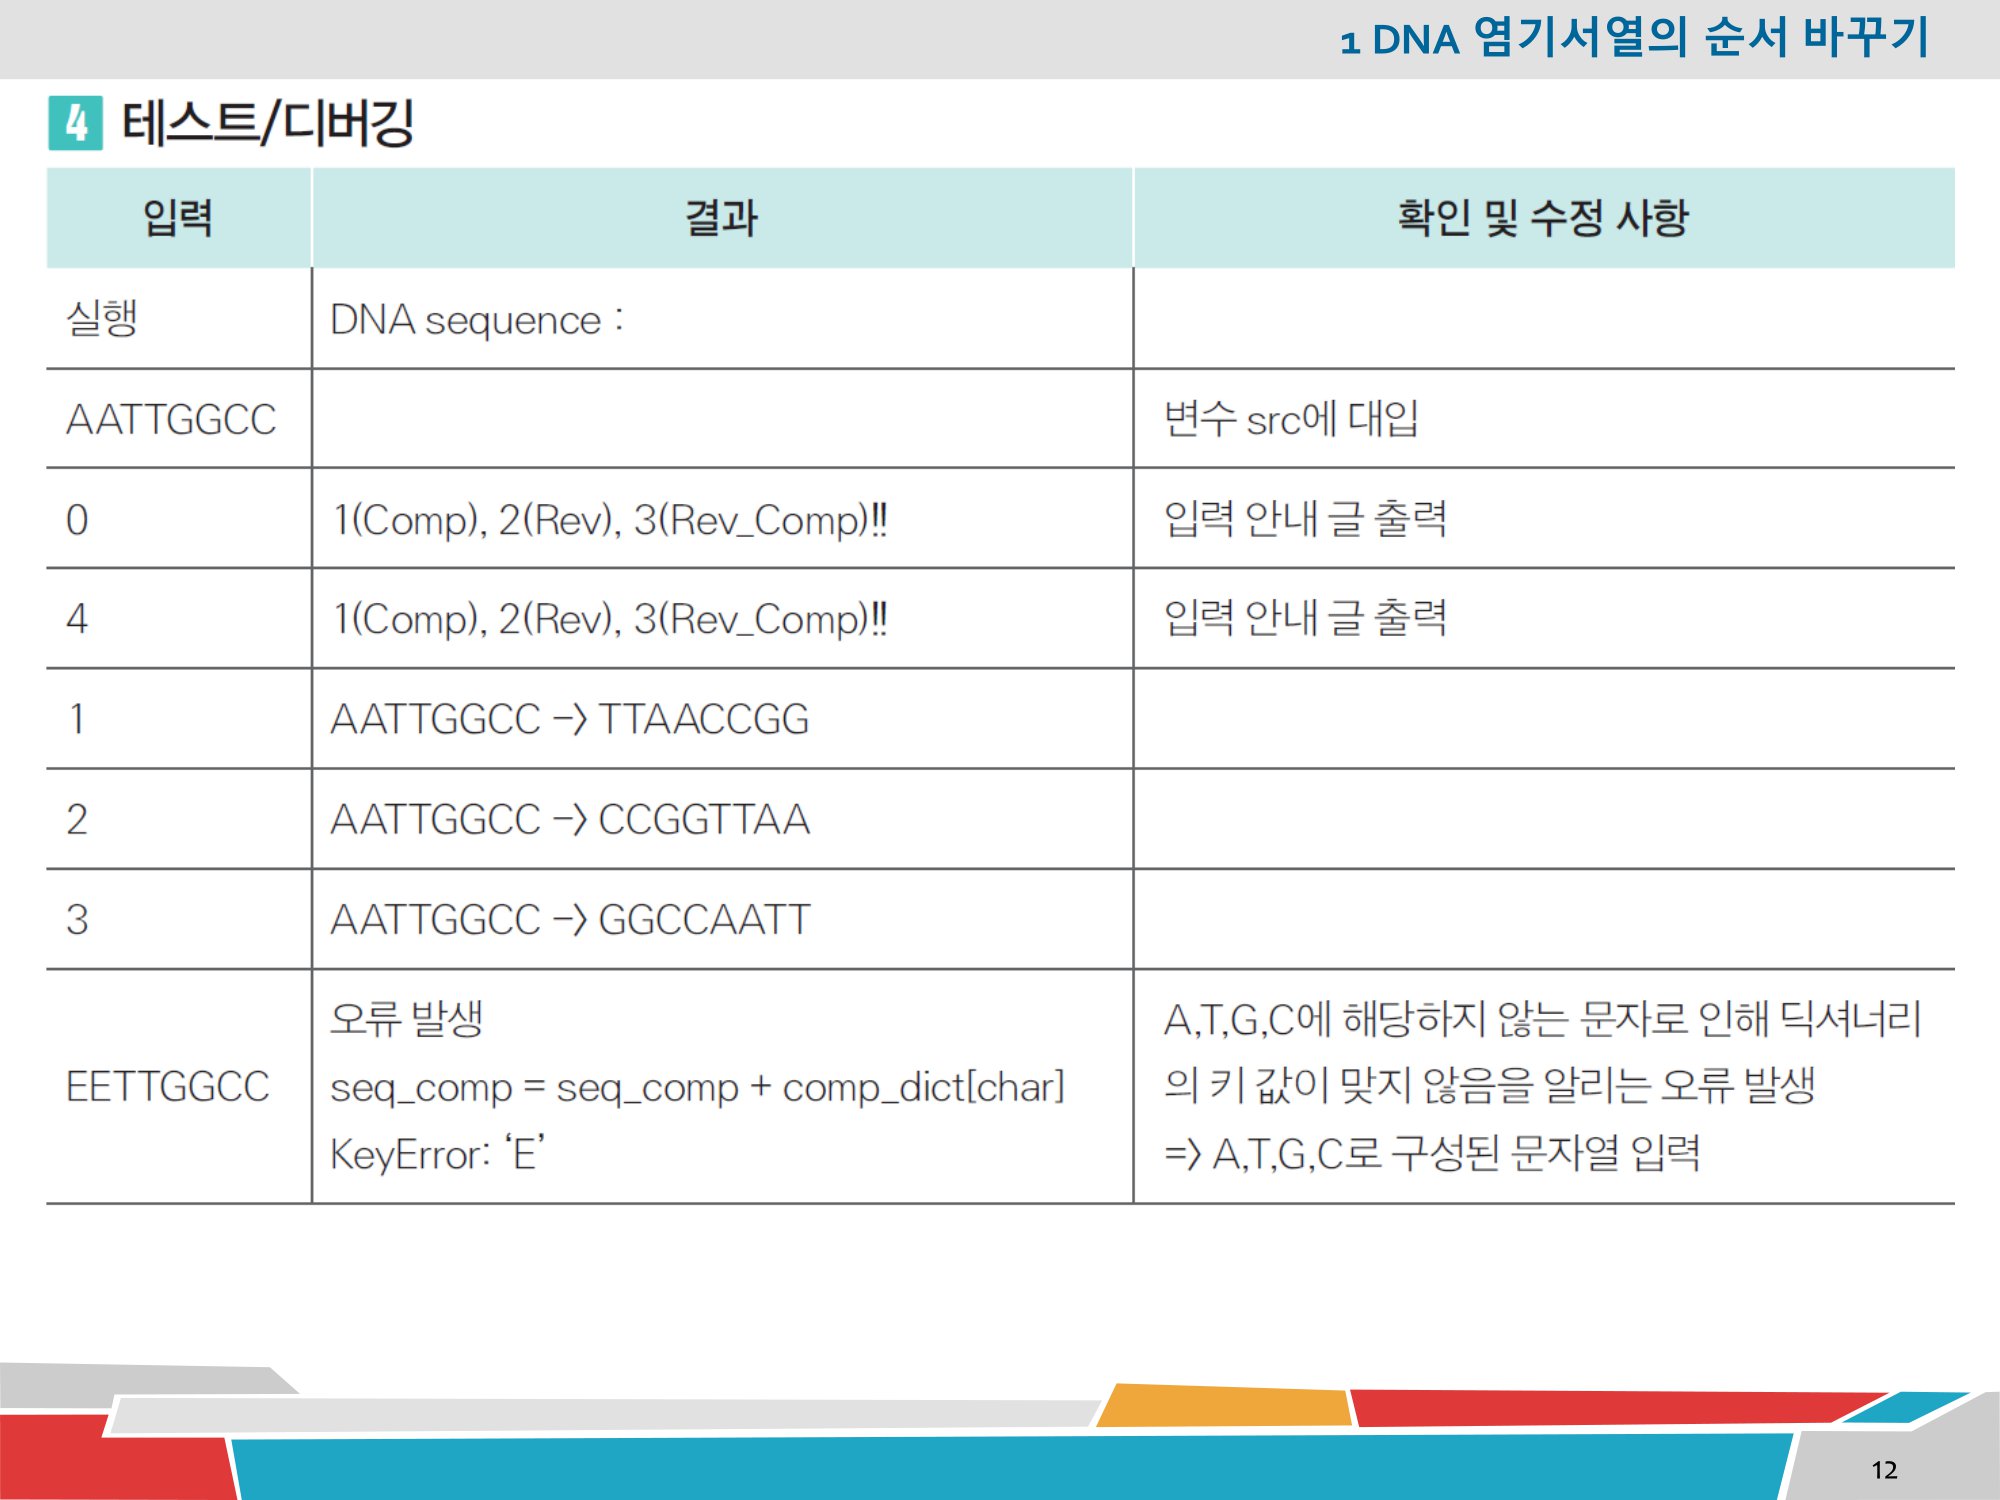 1 DNA 염기서열의 순서 바꾸기
4 테스트/디버깅
입력 결과 확인 및 수정 사항
실행 DNA sequence :
AATTGGCC 변수 src에 대입
0 1(Comp), 2(Rev), 3(Rev_Comp)!! 입력 안내 글 출력
4 1(Comp), 2(Rev), 3(Rev_Comp)!! 입력 안내 글 출력
1 AATTGGCC -> TTAACCGG
2 AATTGGCC -> CCGGTTAA
3 AATTGGCC -> GGCCAATT
EETTGGCC
오류 발생
seq_comp = seq_comp + comp_dict[char]
KeyError: ‘E’
A,T,G,C에 해당하지 않는 문자로 인해 딕셔너리
의 키 값이 맞지 않음을 알리는 오류 발생
=> A,T,G,C로 구성된 문자열 입력
12